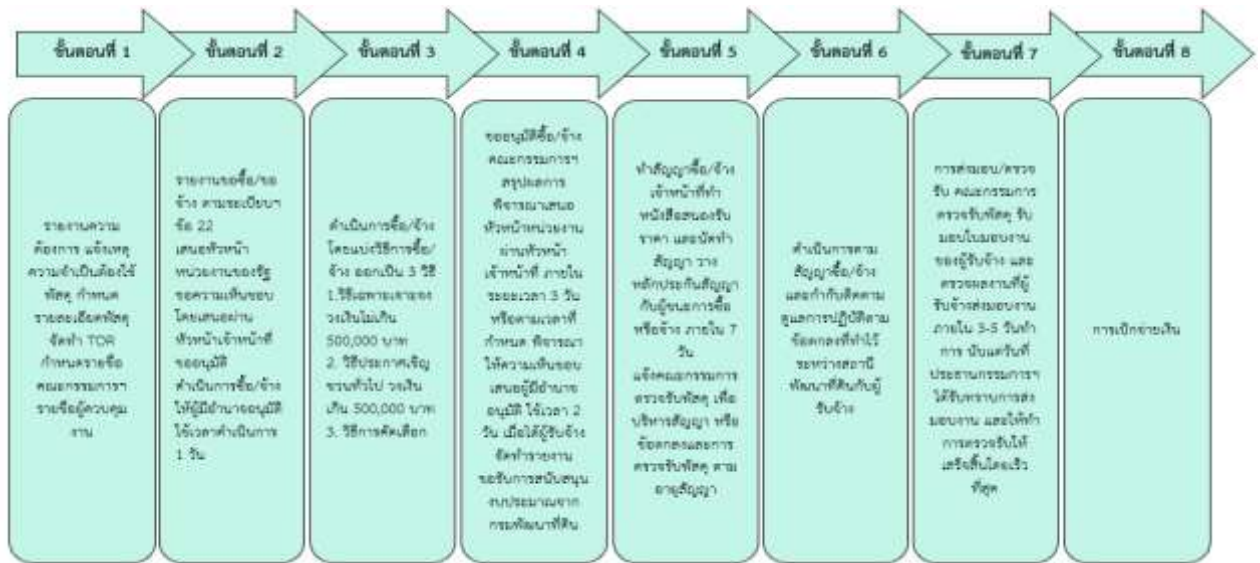 ขั้นตอนที่ 1
ขั้นตอนที่ 2
ขั้นตอนที่ 3
ขั้นตอนที่ 4
ขั้นตอนที่ 5
ขั้นตอนที่ 6
ขั้นตอนที่ 7
ขั้นตอนที่ 8
รายงานความ
ต้องการ แจ้งเหตุ
ความจำเป็นต้องใช้
พัสดุ กำหนด
รายละเอียดพัสดุ
จัดทำ TOR
กำหนดรายชื่อ
คณะกรรมการฯ
รายชื่อผู้ควบคุม
งาน
รายงานขอซื้อ/ขอ
จ้าง ตามระเบียบฯ
ข้อ 22
เสนอหัวหน้า
หน่วยงานของรัฐ
ขอความเห็นชอบ
โดยเสนอผ่าน
หัวหน้าเจ้าหน้าที่
ขออนุมัติ
ดำเนินการซื้อ/จ้าง
ให้ผู้มีอำนาจอนุมัติ
ใช้เวลาดำเนินการ
1 วัน
ดำเนินการซื้อ/จ้าง
โดยแบ่งวิธีการซื้อ/
จ้าง ออกเป็น 3 วิธี
1.วิธีเฉพาะเจาะจง
วงเงินไม่เกิน
500,000 บาท
2. วิธีประกาศเชิญ
ชวนทั่วไป วงเงิน
เกิน 500,000 บาท
3. วิธีการคัดเลือก
ขออนุมัติซื้อ/จ้าง
คณะกรรมการฯ
สรุปผลการ
พิจารณาเสนอ
หัวหน้าหน่วยงาน
ผ่านหัวหน้า
เจ้าหน้าที่ ภายใน
ระยะเวลา 3 วัน
หรือตามเวลาที่
กำหนด พิจารณา
ให้ความเห็นชอบ
เสนอผู้มีอำนาจ
อนุมัติ ใช้เวลา 2
วัน เมื่อได้ผู้รับจ้าง
จัดทำรายงาน
ขอรับการสนับสนุน
งบประมาณจาก
กรมพัฒนาที่ดิน
ทำสัญญาซื้อ/จ้าง
เจ้าหน้าที่ทำ
หนังสือสนองรับ
ราคา และนัดทำ
สัญญา วาง
หลักประกันสัญญา
กับผู้ชนะการซื้อ
หรือจ้าง ภายใน 7
วัน
แจ้งคณะกรรมการ
ตรวจรับพัสดุ เพื่อ
บริหารสัญญา หรือ
ข้อตกลงและการ
ตรวจรับพัสดุ ตาม
อายุสัญญา
ดำเนินการตาม
สัญญาซื้อ/จ้าง
และกำกับติดตาม
ดูแลการปฏิบัติตาม
ข้อตกลงที่ทำไว้
ระหว่างสถานี
พัฒนาที่ดินกับผู้
รับจ้าง
การส่งมอบ/ตรวจ
รับ คณะกรรมการ
ตรวจรับพัสดุ รับ
มอบใบมอบงาน
ของผู้รับจ้าง และ
ตรวจผลงานที่ผู้
รับจ้างส่งมอบงาน
ภายใน 3-5 วันทำ
การ นับแต่วันที่
ประธานกรรมการฯ
ได้รับทราบการส่ง
มอบงาน และให้ทำ
การตรวจรับให้
เสร็จสิ้นโดยเร็ว
ที่สุด
การเบิกจ่ายเงิน